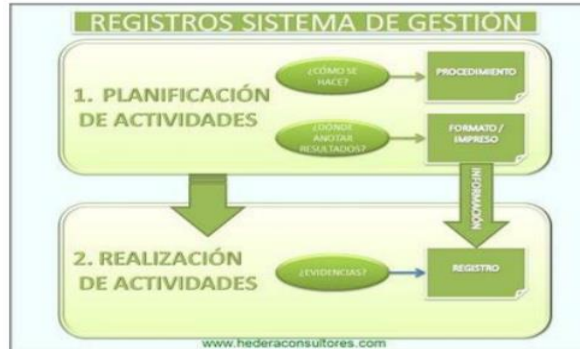 REGISTROS SISTEMA DE GESTIÓN
1. PLANIFICACIÓN
DE ACTIVIDADES
¿CÓMO SE
HACE?
PROCEDIMIENTO
¿DÓNDE
ANOTAR
RESULTADOS?
FORMATO /
IMPRESO
INFORMACIÓN
2. REALIZACIÓN
DE ACTIVIDADES
¿EVIDENCIAS?
REGISTRO
www.hederaconsultores.com